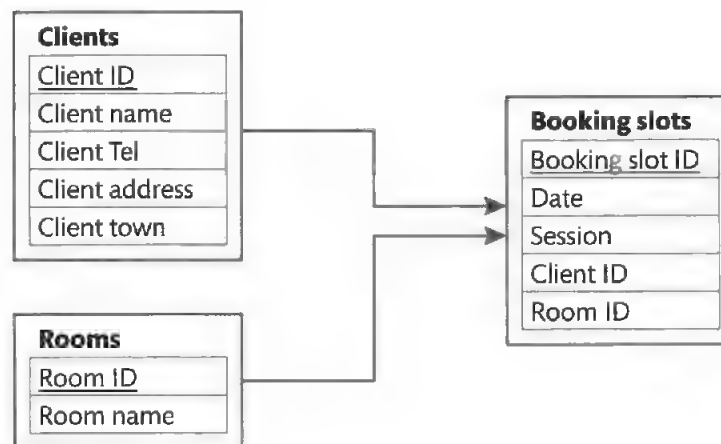 Clients
Client ID
Client name
Client Tel
Client address
Client town
Booking slots
Booking slot ID
Date
Session
Client ID
Room ID
Rooms
Room ID
Room name